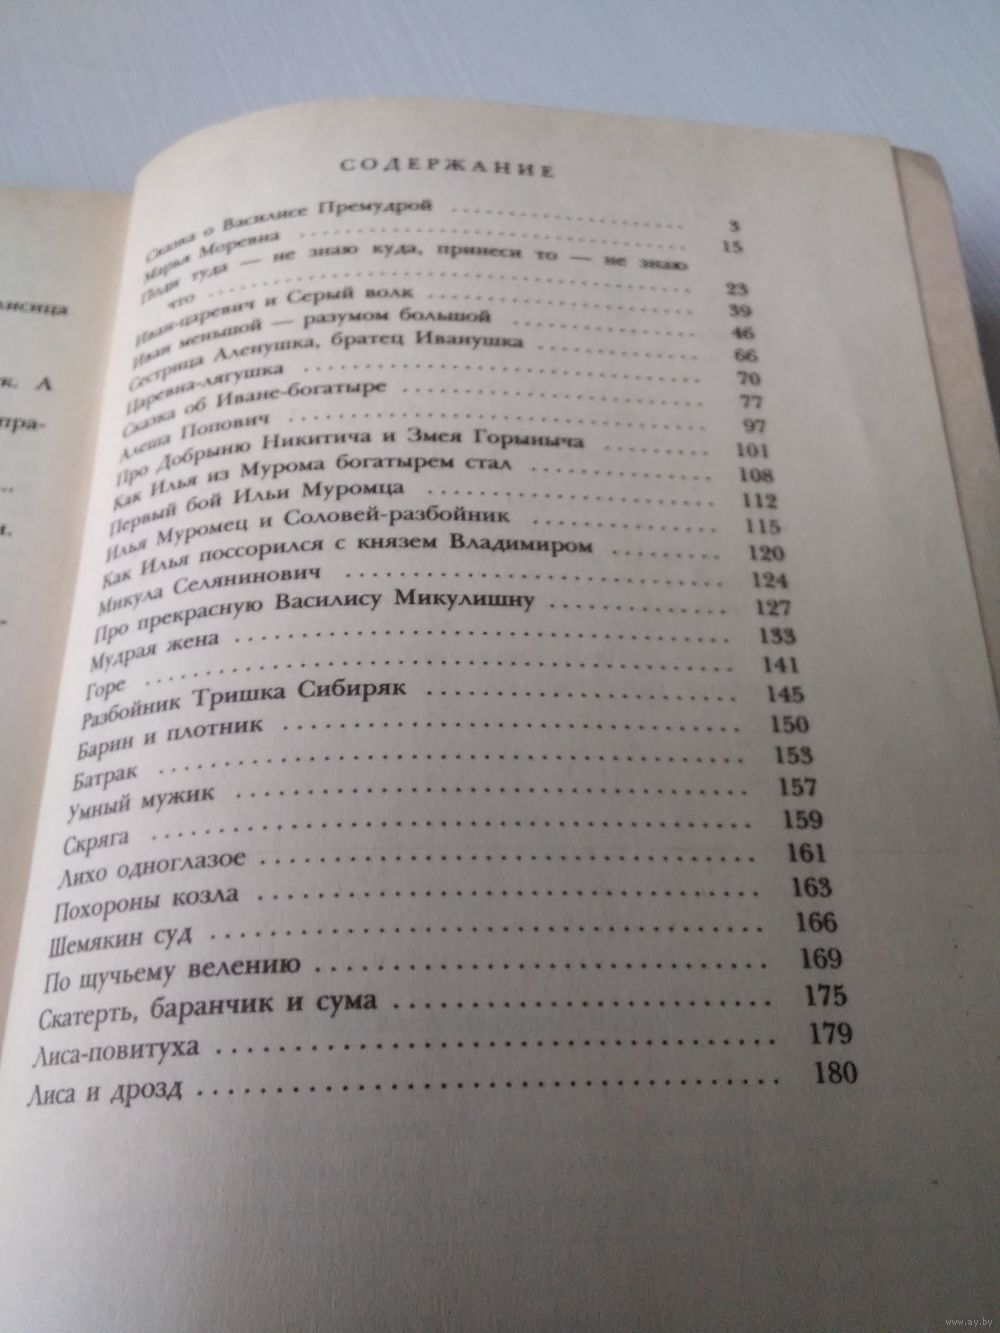 лисица
к. А
пра-
СОДЕРЖАНИЕ
Сказка о Василисе Премудрой 3
Марья Моревна 15
Поди туда — не знаю куда, принеси то — не знаю
что 23
Иван-царевич и Серый волк 39
Иван меньшой — разумом большой 46
Сестрица Аленушка, братец Иванушка 66
Царевна-лягушка 70
Сказка об Иване-богатыре 77
Алеша Попович 97
Про Добрыню Никитича и Змея Горыныча 101
Как Илья из Мурома богатырем стал 108
Первый бой Ильи Муромца 112
Илья Муромец и Соловей-разбойник 115
Как Илья поссорился с князем Владимиром 120
Микула Селянинович 124
Про прекрасную Василису Микулишну 127
Мудрая жена 133
Горе 141
Разбойник Тришка Сибиряк 145
Барин и плотник 150
Батрак 153
Умный мужик 157
Скряга 159
Лихо одноглазое 161
Похороны козла 163
Шемякин суд 166
По щучьему велению 169
Скатерть, баранчик и сума 175
Лиса-повитуха 179
Лиса и дрозд 180
www.ay.by